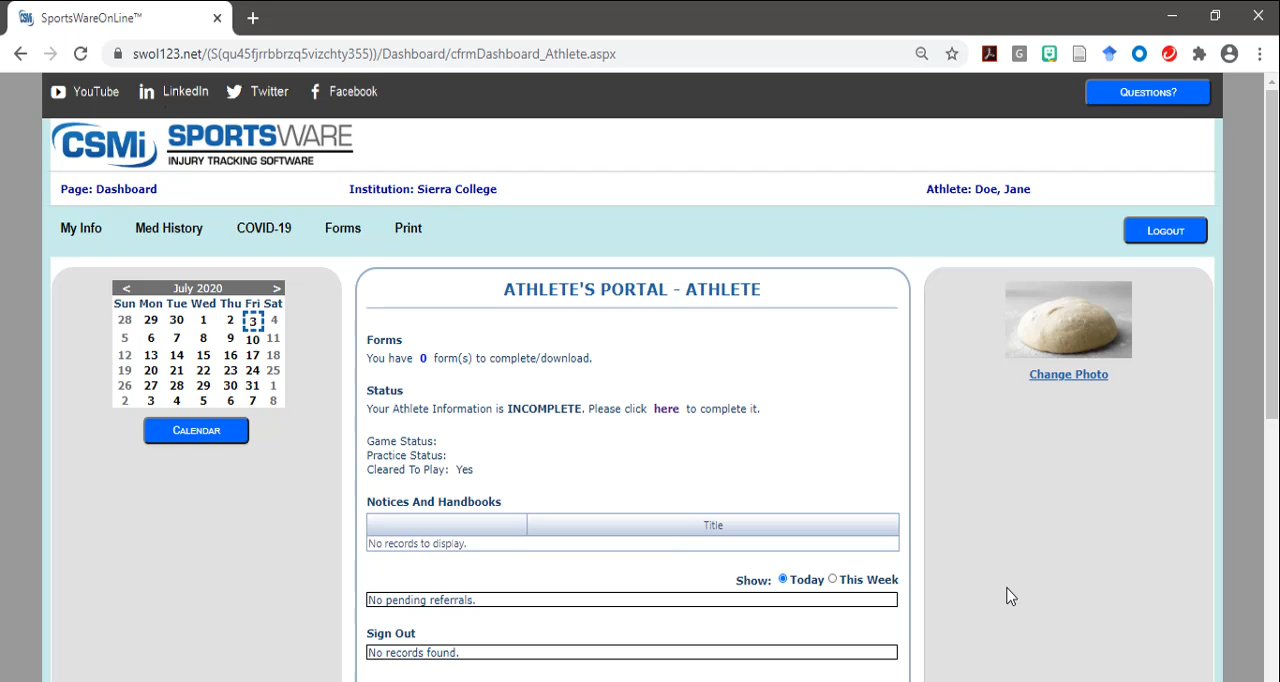 SportsWareOnLine™
swol123.net/(S(qu45fjrrbbrzq5vizchty355))/Dashboard/cfrmDashboard_Athlete.aspx
YouTube LinkedIn Twitter Facebook QUESTIONS?
CSMi SPORTSWARE
INJURY TRACKING SOFTWARE
Page: Dashboard Institution: Sierra College Athlete: Doe, Jane
My Info Med History COVID-19 Forms Print LOGOUT
< July 2020 >
Sun Mon Tue Wed Thu Fri Sat
28 29 30 1 2 3 4
5 6 7 8 9 10 11
12 13 14 15 16 17 18
19 20 21 22 23 24 25
26 27 28 29 30 31 1
2 3 4 5 6 7 8
CALENDAR
ATHLETE'S PORTAL - ATHLETE
Forms
You have 0 form(s) to complete/download.
Status
Your Athlete Information is INCOMPLETE. Please click here to complete it.
Game Status:
Practice Status:
Cleared To Play: Yes
Notices And Handbooks
Title
No records to display.
Show: Today This Week
No pending referrals.
Sign Out
No records found.
Change Photo